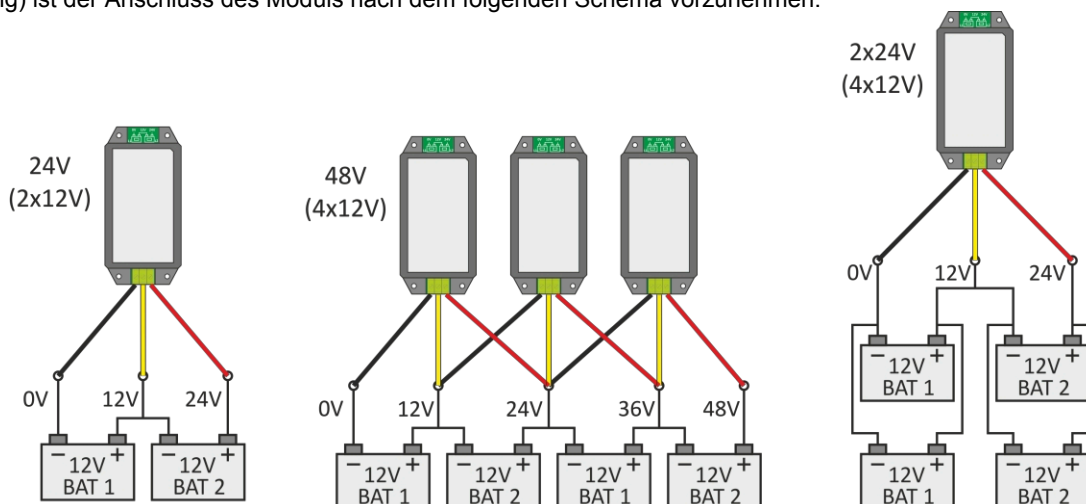 ng) ist der Anschluss des Moduls nach dem folgenden Schema vorzunehmen:
24V
(2x12V)
0V 12V 24V
− 12V + − 12V +
BAT 1 BAT 2
48V
(4x12V)
0V 12V 24V 36V 48V
− 12V + − 12V + − 12V + − 12V +
BAT 1 BAT 2 BAT 1 BAT 2
2x24V
(4x12V)
0V 12V 24V
− 12V + − 12V +
BAT 1 BAT 2
− 12V + − 12V +
BAT 1 BAT 2